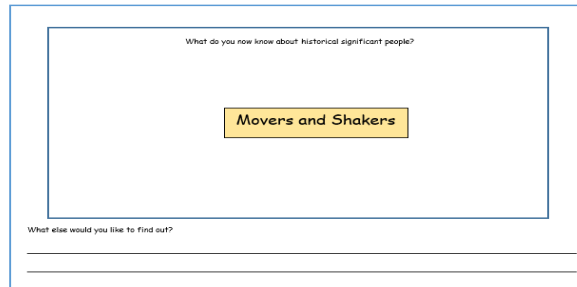 What do you now know about historical significant people?
Movers and Shakers
What else would you like to find out?